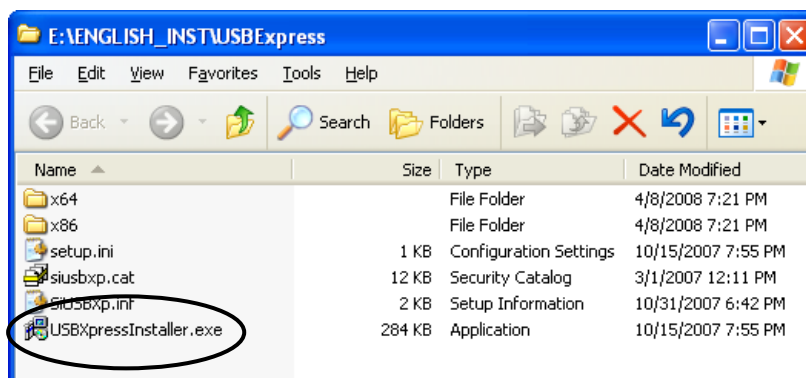 E:\ENGLISH_INST\USBExpress
File Edit View Favorites Tools Help
Back Search Folders
Name Size Type Date Modified
x64 File Folder 4/8/2008 7:21 PM
x86 File Folder 4/8/2008 7:21 PM
setup.ini 1 KB Configuration Settings 10/15/2007 7:55 PM
siusbxp.cat 12 KB Security Catalog 3/1/2007 12:11 PM
SiUSBXp.inf 2 KB Setup Information 10/31/2007 6:42 PM
USBXpressInstaller.exe 284 KB Application 10/15/2007 7:55 PM